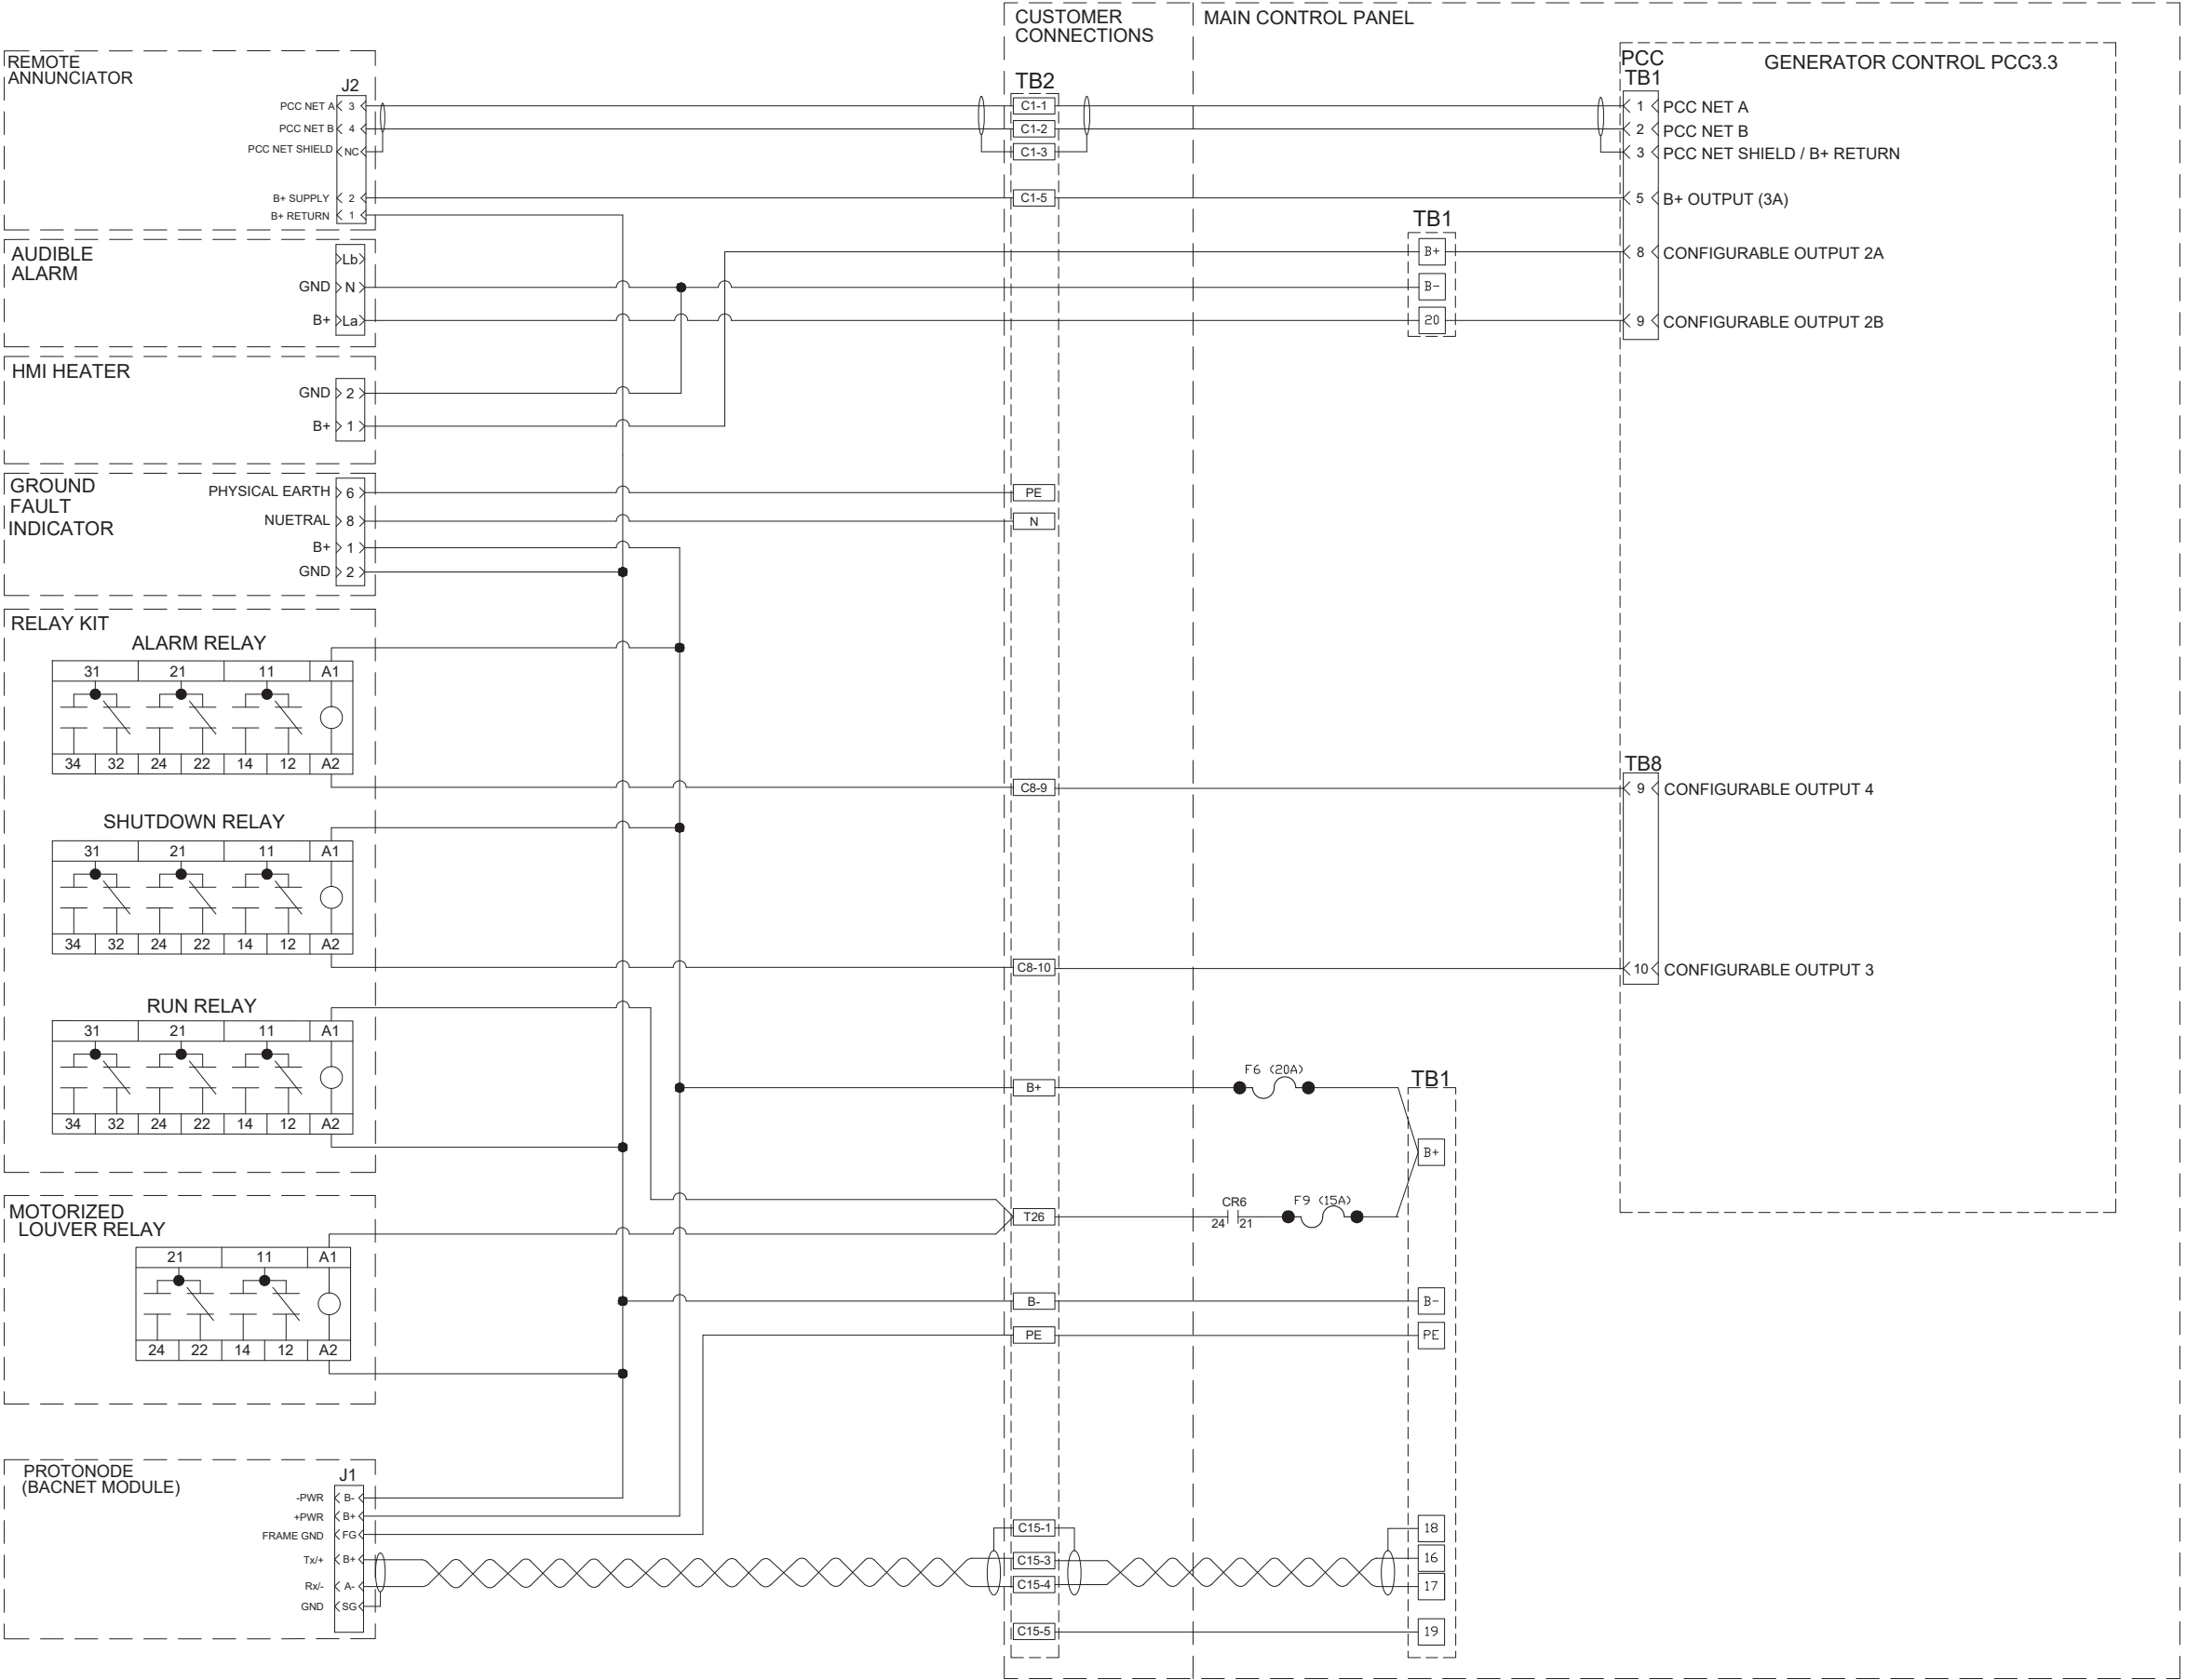 CUSTOMER
CONNECTIONS
MAIN CONTROL PANEL
REMOTE
ANNUNCIATOR
J2
PCC NET A 3
PCC NET B 4
PCC NET SHIELD NC
B+ SUPPLY 2
B+ RETURN 1
TB2
C1-1
C1-2
C1-3
C1-5
PCC
TB1
GENERATOR CONTROL PCC3.3
1 PCC NET A
2 PCC NET B
3 PCC NET SHIELD / B+ RETURN
5 B+ OUTPUT (3A)
8 CONFIGURABLE OUTPUT 2A
9 CONFIGURABLE OUTPUT 2B
TB1
B+
B-
20
AUDIBLE
ALARM
Lb
GND N
B+ La
HMI HEATER
GND 2
B+ 1
GROUND
FAULT
INDICATOR
PHYSICAL EARTH 6
NUETRAL 8
B+ 1
GND 2
PE
N
RELAY KIT
ALARM RELAY
31 21 11 A1
34 32 24 22 14 12 A2
C8-9
TB8
9 CONFIGURABLE OUTPUT 4
SHUTDOWN RELAY
31 21 11 A1
34 32 24 22 14 12 A2
C8-10
10 CONFIGURABLE OUTPUT 3
RUN RELAY
31 21 11 A1
34 32 24 22 14 12 A2
B+
F6 (20A)
TB1
B+
MOTORIZED
LOUVER RELAY
21 11 A1
24 22 14 12 A2
T26
CR6
24 21
F9 (15A)
B-
B-
PE
PE
PROTONODE
(BACNET MODULE)
J1
-PWR B-
+PWR B+
FRAME GND FG
Tx/+ B+
Rx/- A-
GND SG
C15-1
C15-3
C15-4
C15-5
18
16
17
19